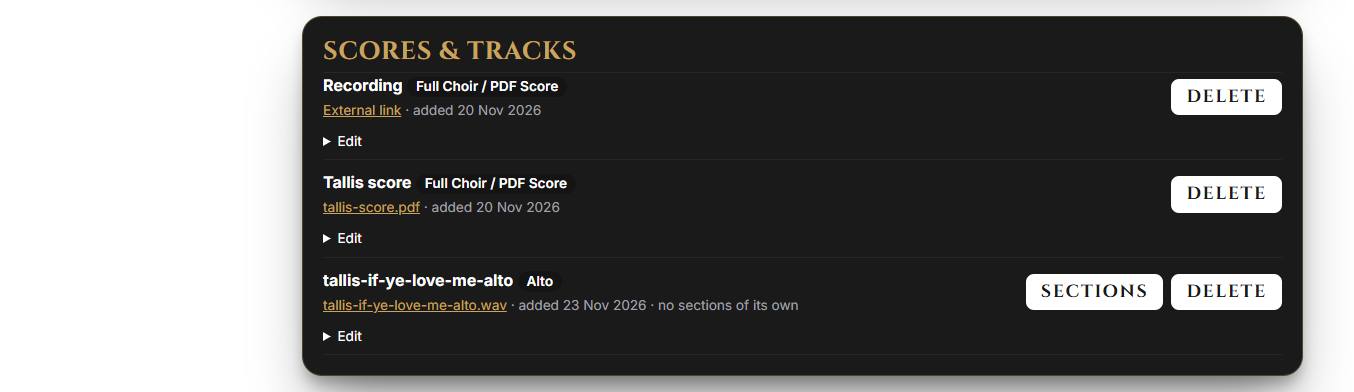 SCORES & TRACKS
Recording Full Choir / PDF Score
DELETE
External link · added 20 Nov 2026
▶ Edit
Tallis score Full Choir / PDF Score
DELETE
tallis-score.pdf · added 20 Nov 2026
▶ Edit
tallis-if-ye-love-me-alto Alto
SECTIONS DELETE
tallis-if-ye-love-me-alto.wav · added 23 Nov 2026 · no sections of its own
▶ Edit